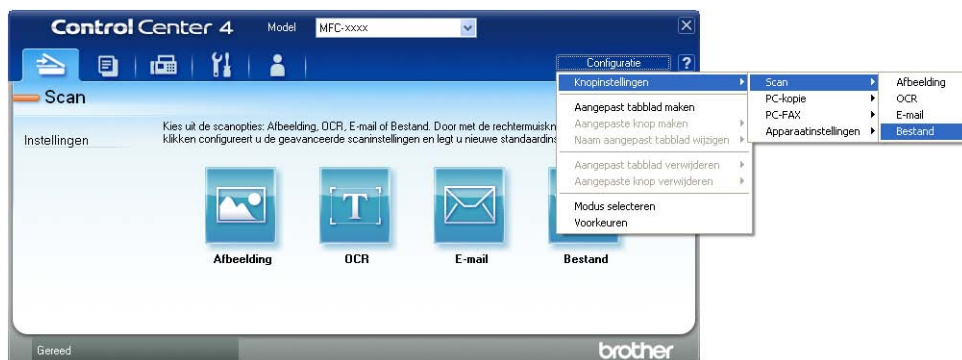 Control Center 4
Model
MFC-xxxx
Configuratie
?
Scan
Instellingen
Kies uit de scanopties: Afbeelding, OCR, E-mail of Bestand. Door met de rechtermuiskn
klikken configureert u de geavanceerde scaninstellingen en legt u nieuwe standaardins
Afbeelding
OCR
E-mail
Bestand
Knopinstellingen
Aangepast tabblad maken
Aangepaste knop maken
Naam aangepast tabblad wijzigen
Aangepast tabblad verwijderen
Aangepaste knop verwijderen
Modus selecteren
Voorkeuren
Scan
PC-kopie
PC-FAX
Apparaatinstellingen
Afbeelding
OCR
E-mail
Bestand
Gereed
brother